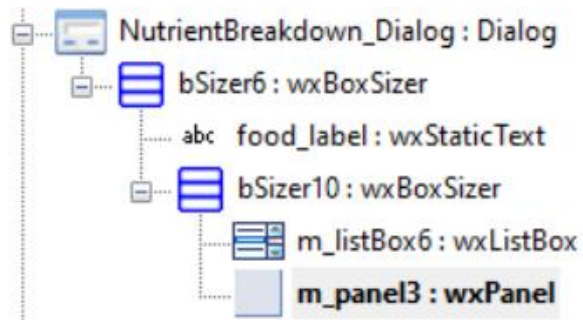 NutrientBreakdown_Dialog : Dialog
bSizer6 : wxBoxSizer
abc food_label : wxStaticText
bSizer10 : wxBoxSizer
m_listBox6 : wxListBox
m_panel3 : wxPanel